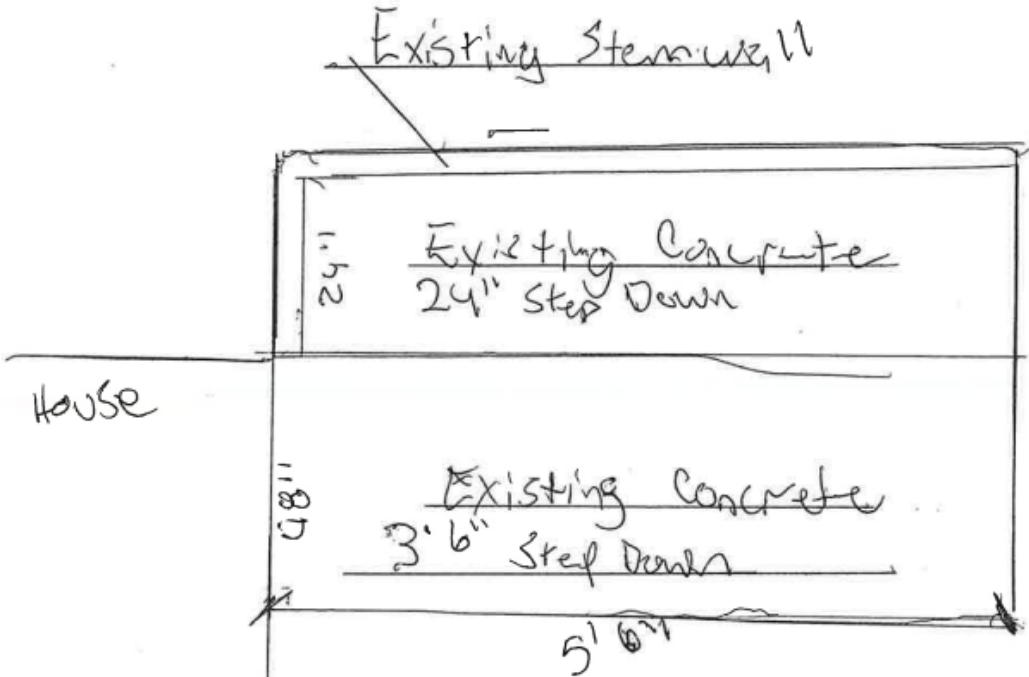 Existing Stemwall
24"
Existing Concrete
24" Step Down
House
48"
Existing Concrete
3' 6" Step Down
5' 6"